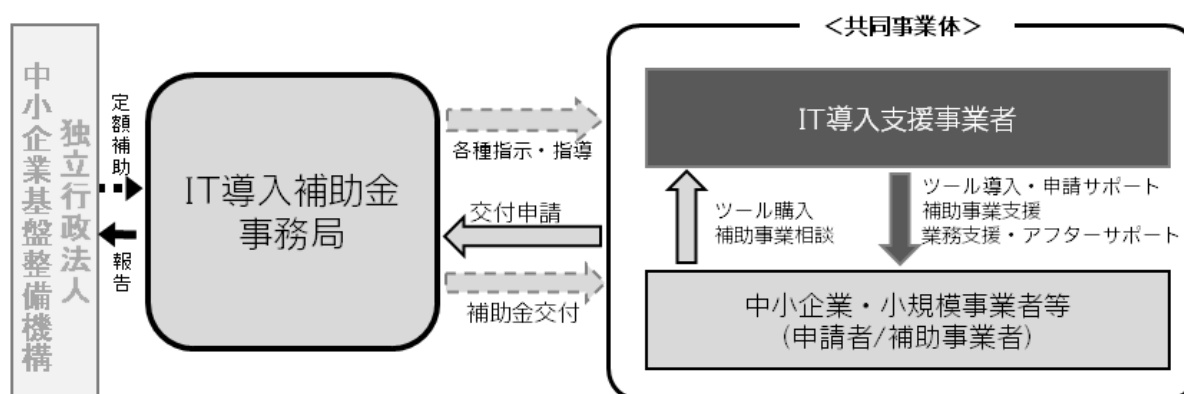 独立行政法人
中小企業基盤整備機構
定額補助
報告
IT導入補助金
事務局
各種指示・指導
交付申請
補助金交付
＜共同事業体＞
IT導入支援事業者
ツール購入
補助事業相談
ツール導入・申請サポート
補助事業支援
業務支援・アフターサポート
中小企業・小規模事業者等
(申請者/補助事業者)